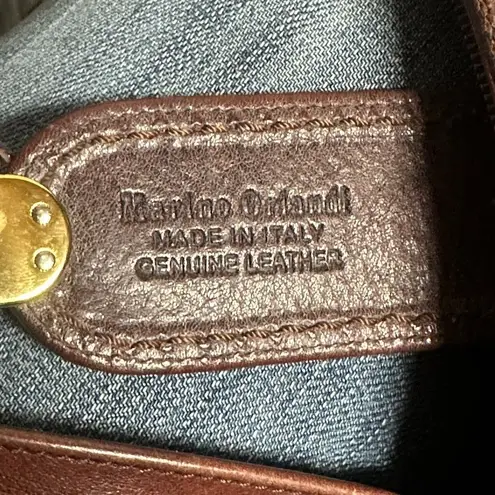 Marino Orlandi
MADE IN ITALY
GENUINE LEATHER